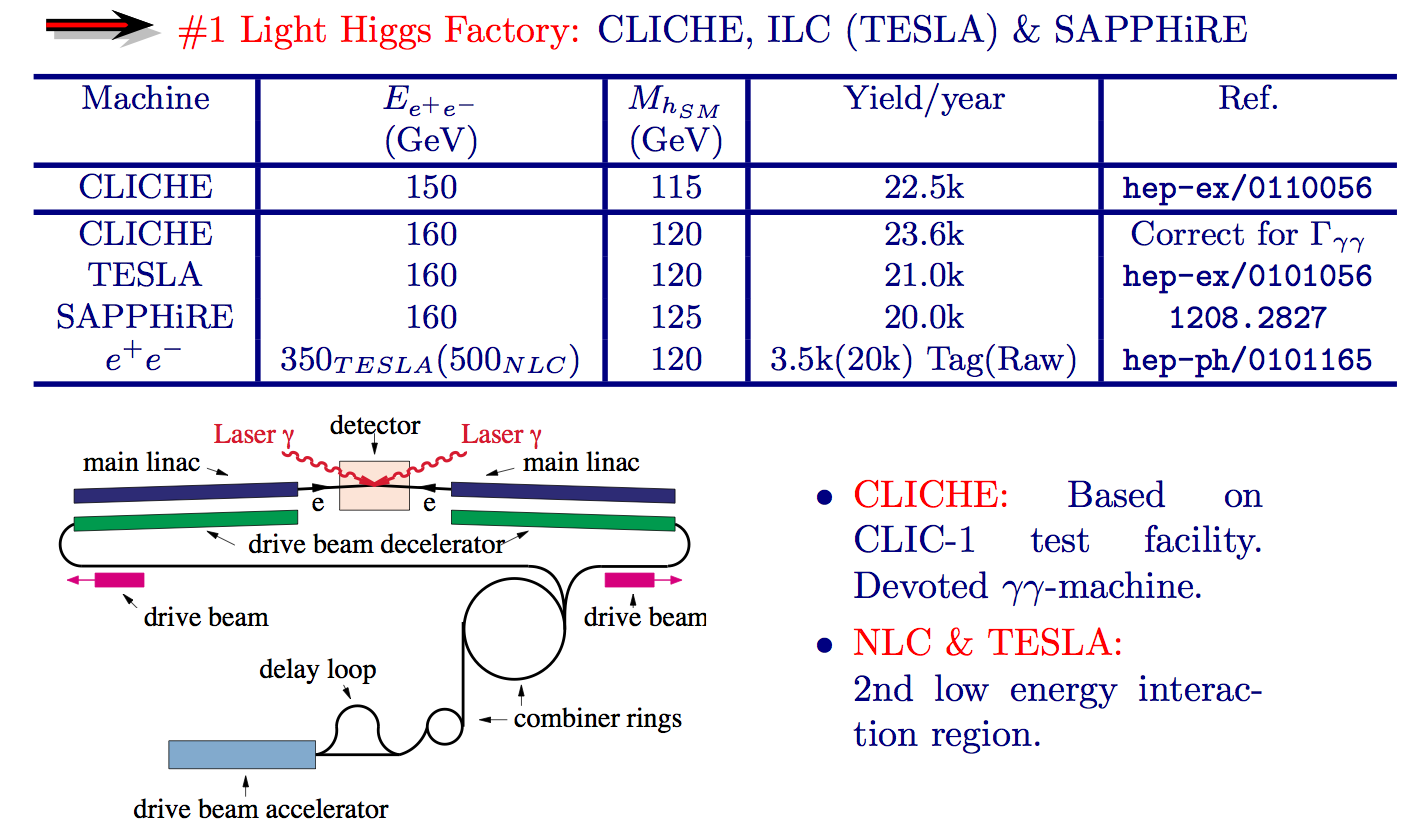 #1 Light Higgs Factory: CLICHE, ILC (TESLA) & SAPPHiRE
Machine E_{e^+e^-} M_{h_{SM}} Yield/year Ref.
(GeV) (GeV)
CLICHE 150 115 22.5k hep-ex/0110056
CLICHE 160 120 23.6k Correct for Γ_{γγ}
TESLA 160 120 21.0k hep-ex/0101056
SAPPHiRE 160 125 20.0k 1208.2827
e^+e^- 350_{TESLA}(500_{NLC}) 120 3.5k(20k) Tag(Raw) hep-ph/0101165
Laser γ detector Laser γ
main linac main linac
e e
drive beam decelerator
drive beam drive beam
delay loop
combiner rings
drive beam accelerator
• CLICHE: Based on
CLIC-1 test facility.
Devoted γγ-machine.
• NLC & TESLA:
2nd low energy interac-
tion region.